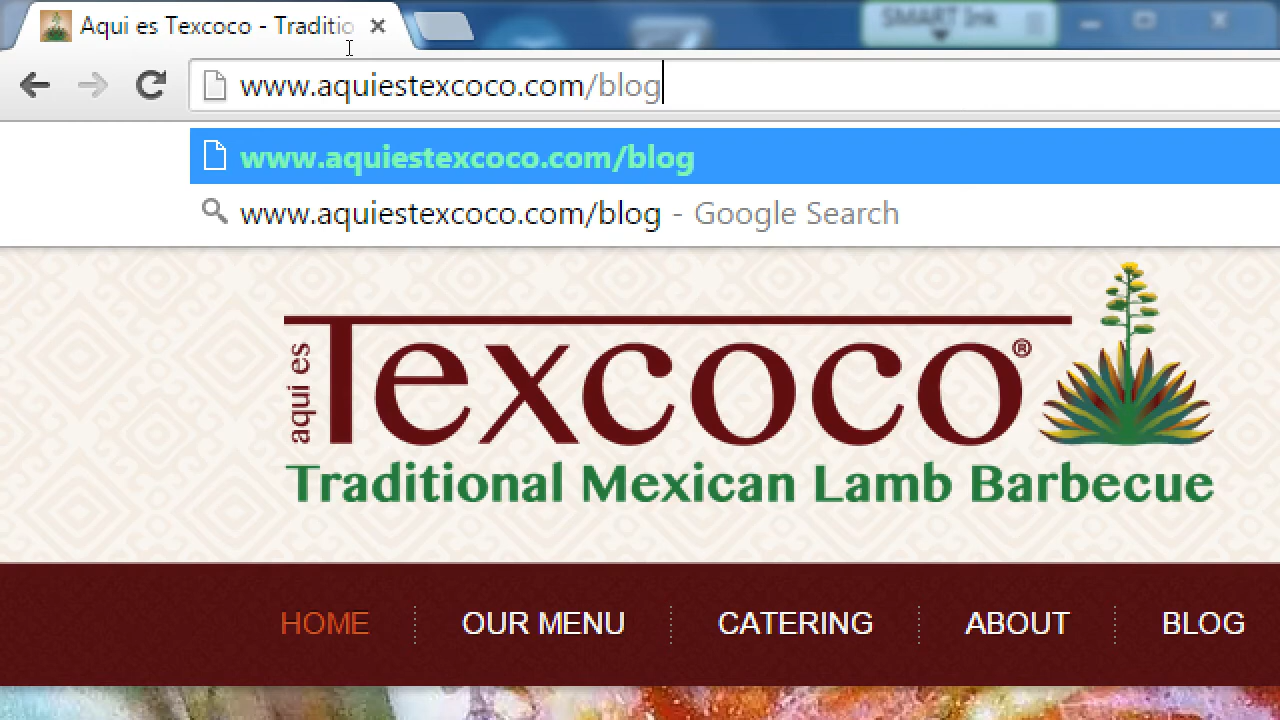 Aqui es Texcoco - Traditio
SMART Ink
www.aquiestexcoco.com/blog
www.aquiestexcoco.com/blog
www.aquiestexcoco.com/blog - Google Search
aqui es Texcoco®
Traditional Mexican Lamb Barbecue
HOME OUR MENU CATERING ABOUT BLOG